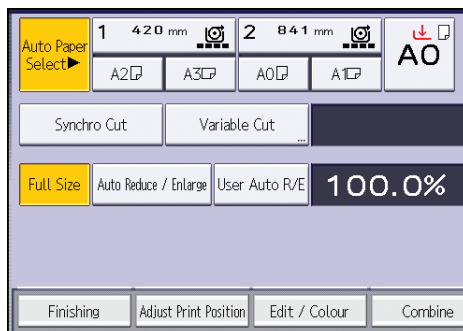 Auto Paper
Select►
1 420 mm
2 841 mm
A2
A3
A0
A1
A0
Synchro Cut
Variable Cut
...
Full Size
Auto Reduce / Enlarge
User Auto R/E
100.0%
Finishing
Adjust Print Position
Edit / Colour
Combine